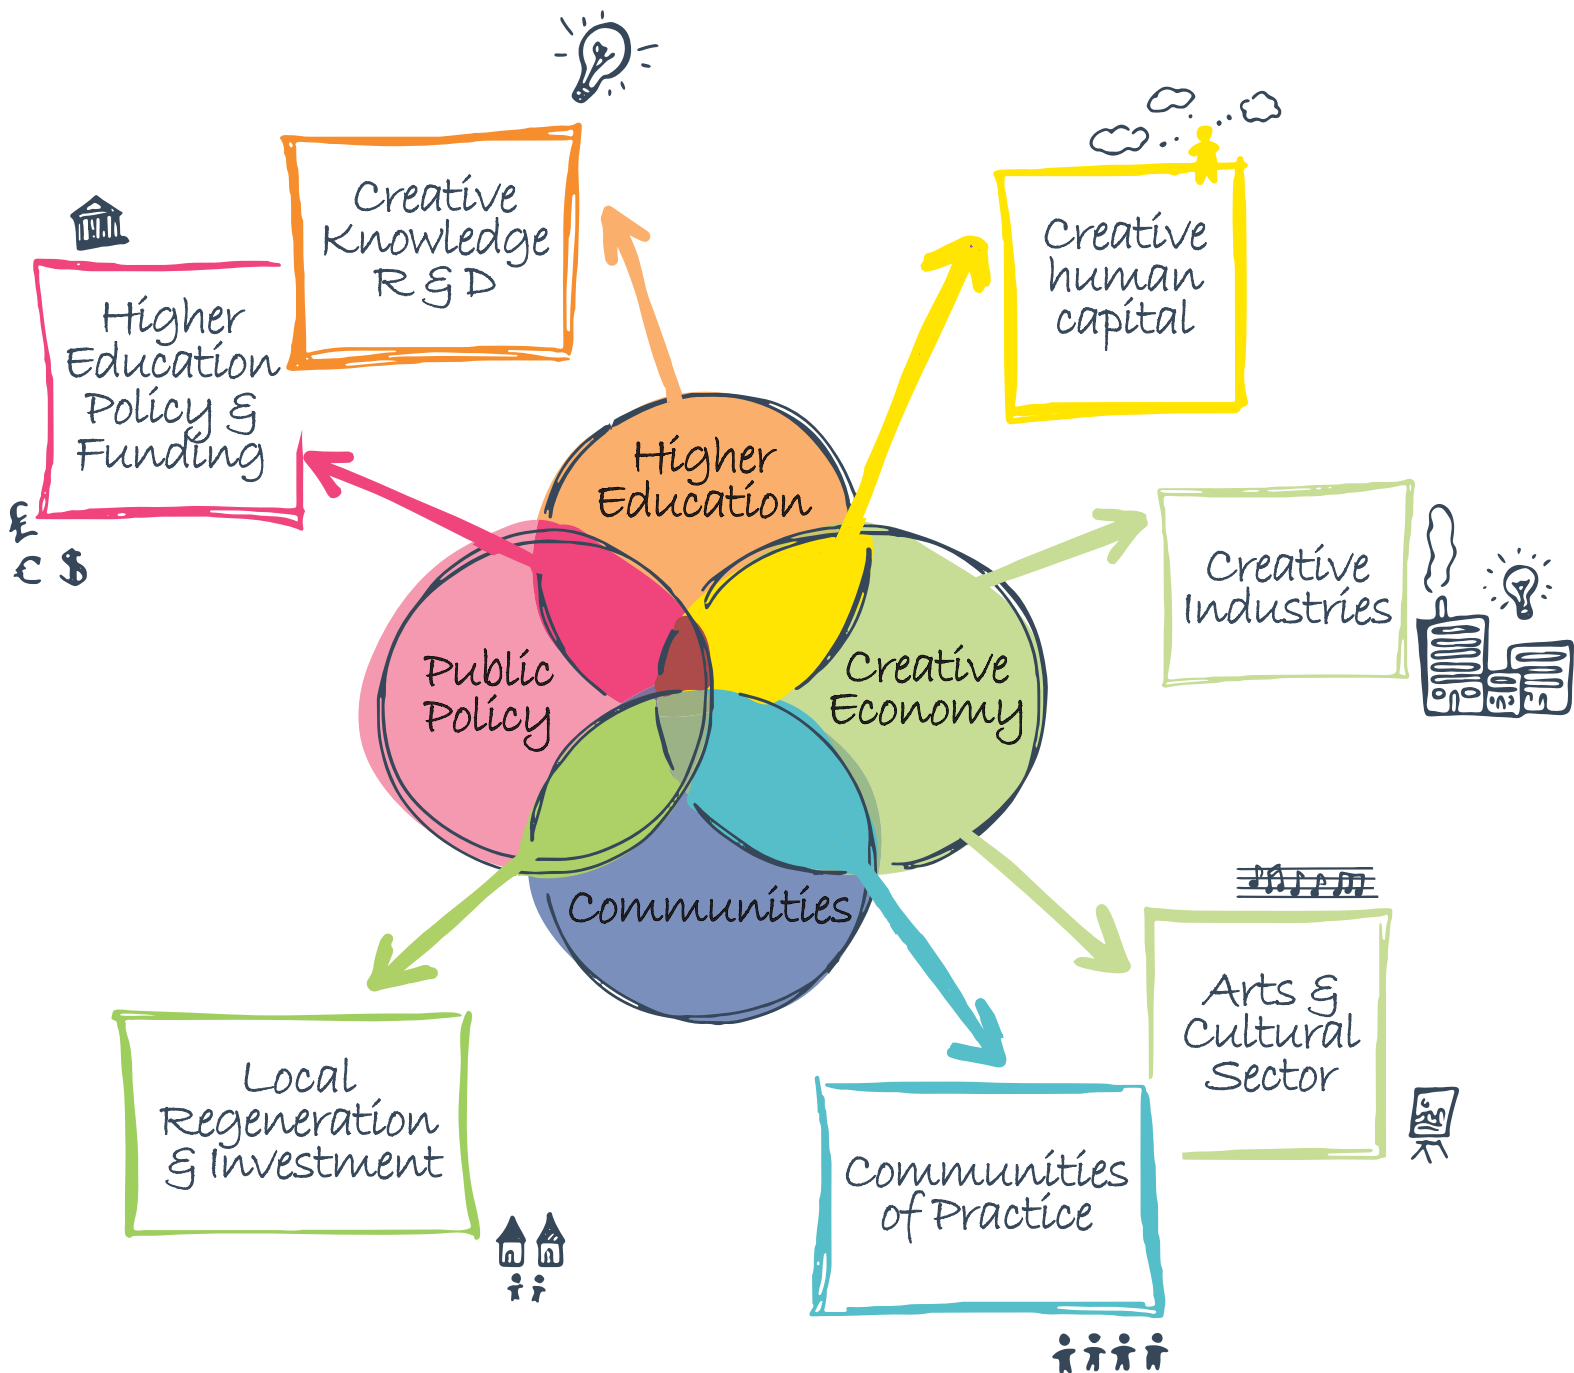 Creative
Knowledge
R & D
Higher
Education
Policy &
Funding
£
€ $
Creative
human
capital
Higher
Education
Creative
Industries
Public
Policy
Creative
Economy
Communities
Arts &
Cultural
Sector
Local
Regeneration
& Investment
Communities
of Practice